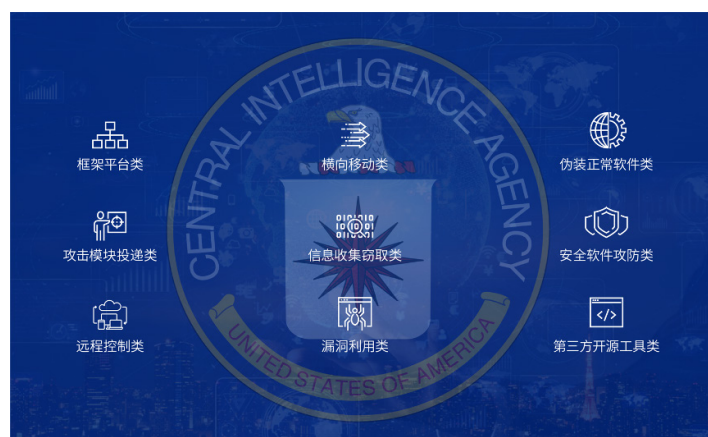 CENTRAL INTELLIGENCE AGENCY
框架平台类
横向移动类
伪装正常软件类
攻击模块投递类
信息收集窃取类
安全软件攻防类
远程控制类
漏洞利用类
第三方开源工具类
UNITED STATES OF AMERICA